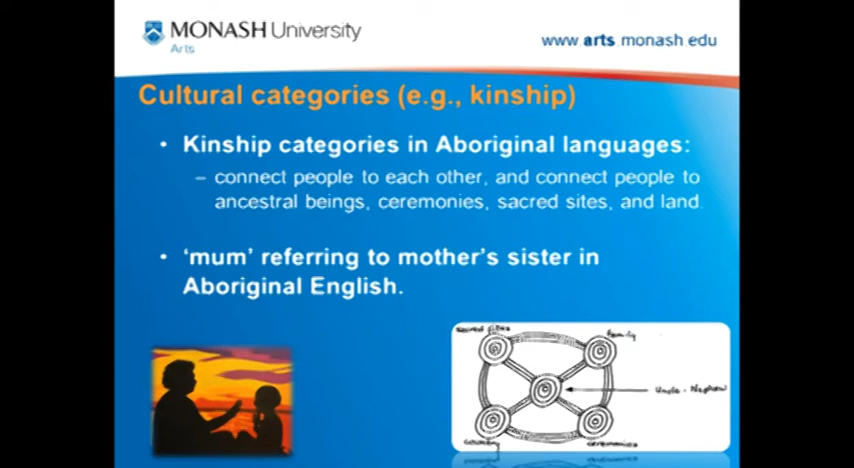 MONASH University
Arts
www arts monash edu
Cultural categories (e.g., kinship)
• Kinship categories in Aboriginal languages:
– connect people to each other, and connect people to
ancestral beings, ceremonies, sacred sites, and land.
• ‘mum’ referring to mother’s sister in
Aboriginal English.
sacred sites
family
Uncle - Nephew
country
ceremonies